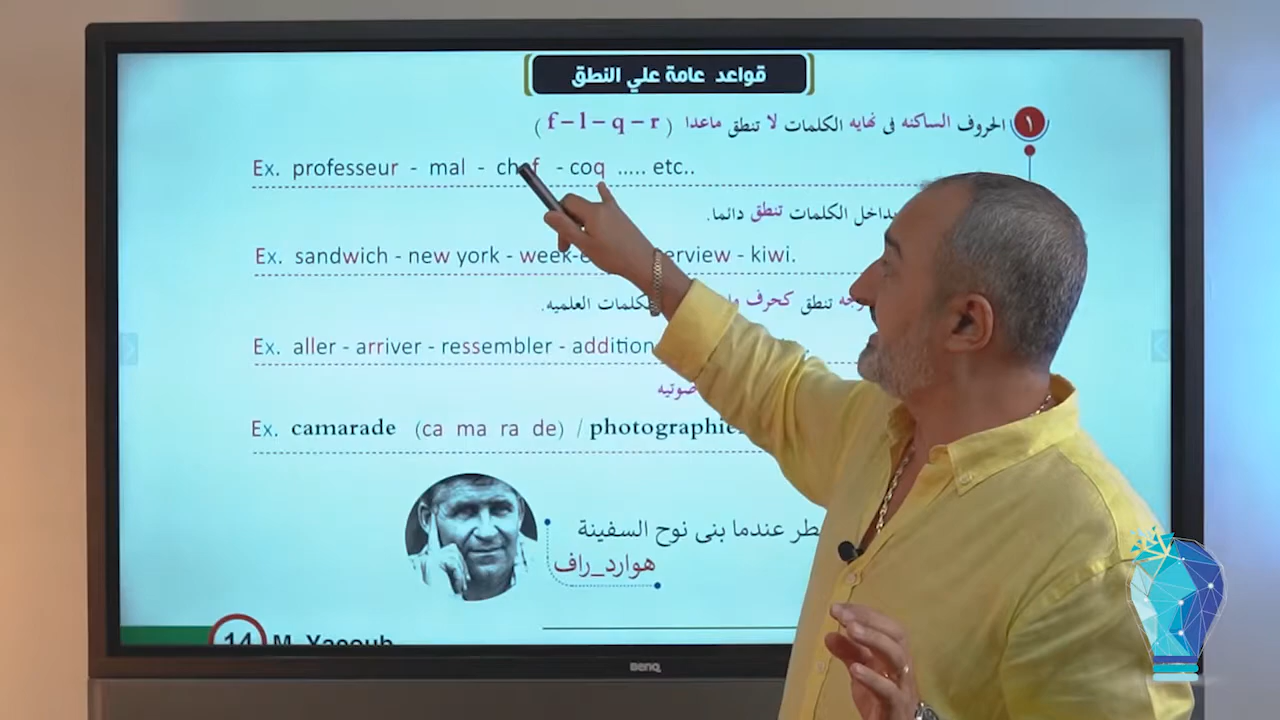 قواعد عامة علي النطق
١ الحروف الساكنه فى نهايه الكلمات لا تنطق ماعدا ( f – l – q – r )
Ex. professeur - mal - chef - coq ..... etc..
بداخل الكلمات تنطق دائما.
Ex. sandwich - new york - week-e erview - kiwi.
تنطق كحرف كلمات العلميه.
Ex. aller - arriver - ressembler - addition
صوتيه
Ex. camarade (ca ma ra de) / photographie
طر عندما بنى نوح السفينة
هوارد_راف
14 M. Yacoub
BenQ